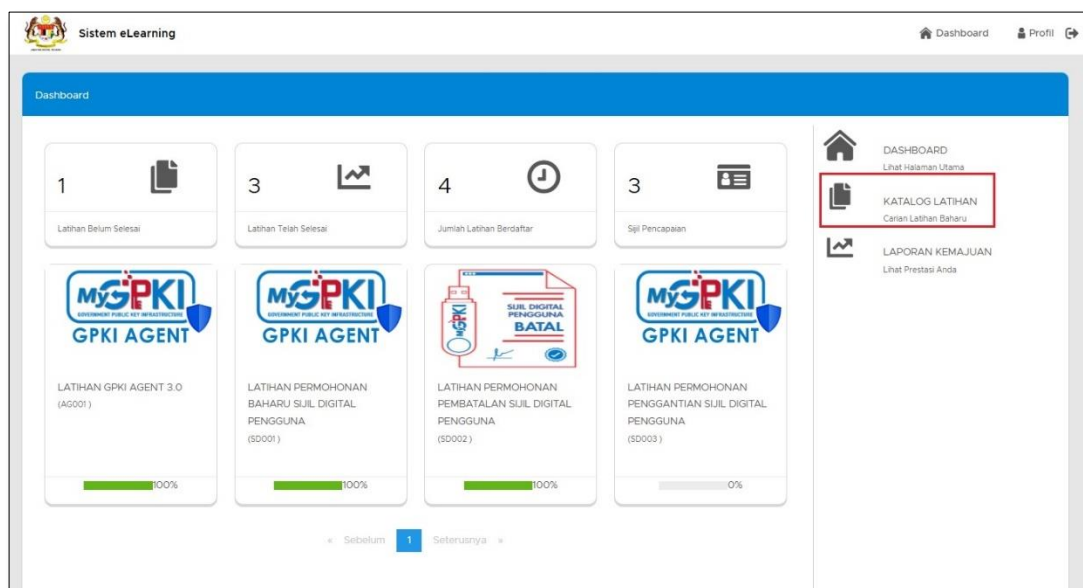 Sistem eLearning
Dashboard
Profil
Dashboard
1
Latihan Belum Selesai
3
Latihan Telah Selesai
4
Jumlah Latihan Berdaftar
3
Sijil Pencapaian
DASHBOARD
Lihat Halaman Utama
KATALOG LATIHAN
Carian Latihan Baharu
LAPORAN KEMAJUAN
Lihat Prestasi Anda
MyGPKI
GOVERNMENT PUBLIC KEY INFRASTRUCTURE
GPKI AGENT
LATIHAN GPKI AGENT 3.0
(AG001 )
100%
MyGPKI
GOVERNMENT PUBLIC KEY INFRASTRUCTURE
GPKI AGENT
LATIHAN PERMOHONAN
BAHARU SIJIL DIGITAL
PENGGUNA
(SD001 )
100%
MyGPKI
SIJIL DIGITAL
PENGGUNA
BATAL
LATIHAN PERMOHONAN
PEMBATALAN SIJIL DIGITAL
PENGGUNA
(SD002 )
100%
MyGPKI
GOVERNMENT PUBLIC KEY INFRASTRUCTURE
GPKI AGENT
LATIHAN PERMOHONAN
PENGGANTIAN SIJIL DIGITAL
PENGGUNA
(SD003 )
0%
« Sebelum 1 Seterusnya »